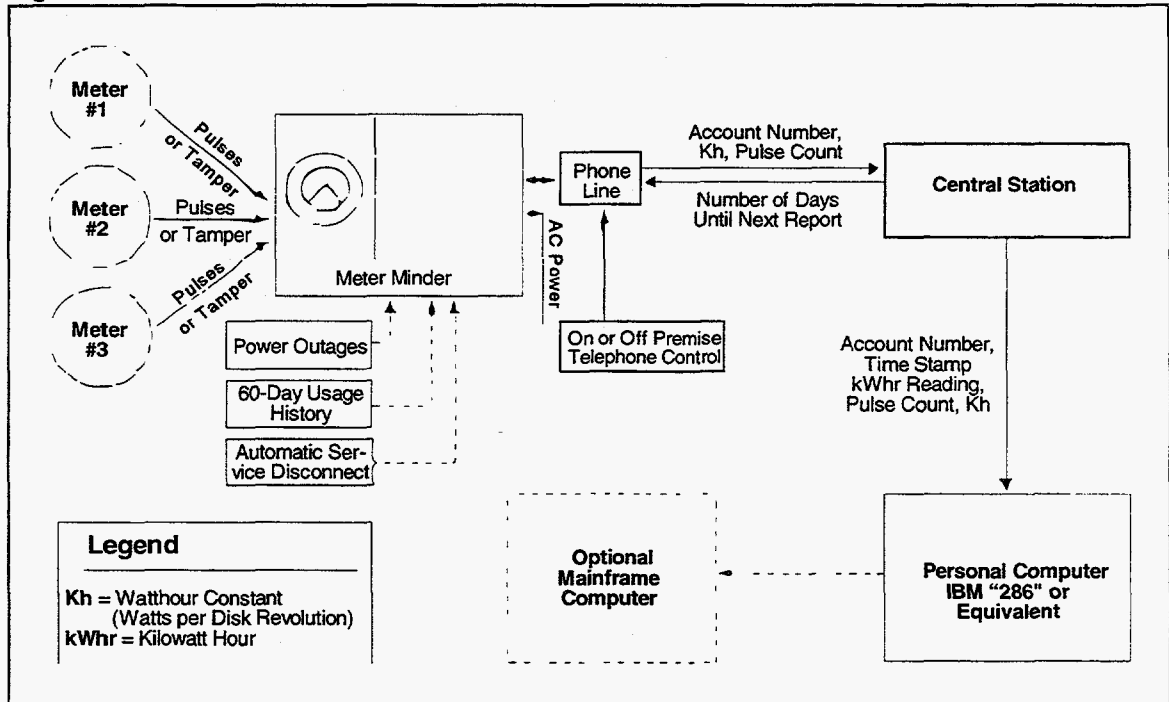 Meter
#1
Pulses
or Tamper
Meter
#2
Pulses
or Tamper
Meter
#3
Pulses
or Tamper
Meter Minder
Power Outages
60-Day Usage
History
Automatic Ser-
vice Disconnect
AC Power
Phone
Line
On or Off Premise
Telephone Control
Account Number,
Kh, Pulse Count
Number of Days
Until Next Report
Central Station
Account Number,
Time Stamp
kWhr Reading,
Pulse Count, Kh
Personal Computer
IBM "286" or
Equivalent
Optional
Mainframe
Computer
Legend
Kh = Watthour Constant
(Watts per Disk Revolution)
kWhr = Kilowatt Hour